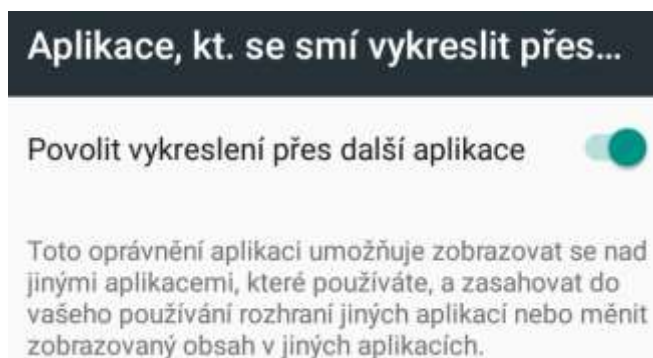 Aplikace, kt. se smí vykreslit přes...
Povolit vykreslení přes další aplikace
Toto oprávnění aplikaci umožňuje zobrazovat se nad
jinými aplikacemi, které používáte, a zasahovat do
vašeho používání rozhraní jiných aplikací nebo měnit
zobrazovaný obsah v jiných aplikacích.